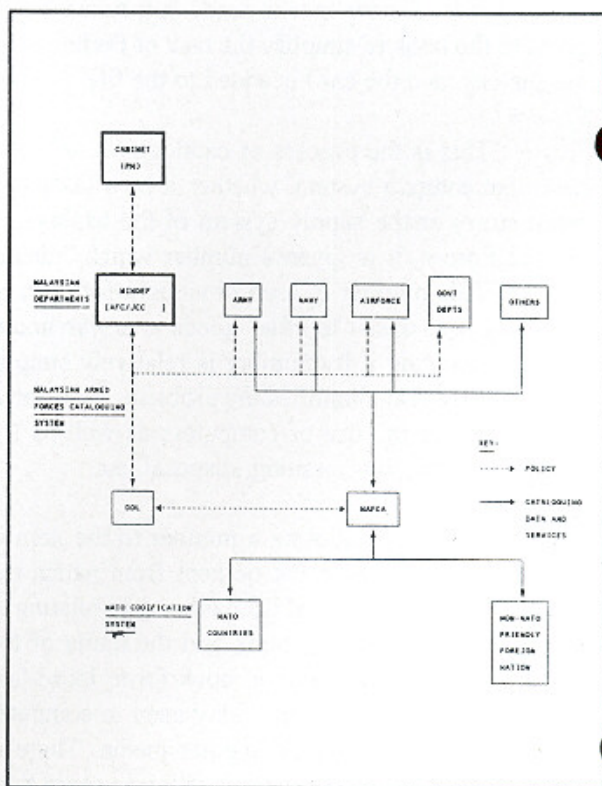 CABINET
(PM)
MALAYSIAN
DEPARTMENTS
MINDEF
[AFC/JCC ]
ARMY
NAVY
AIRFORCE
GOVT
DEPTS
OTHERS
MALAYSIAN ARMED
FORCES CATALOGUING
SYSTEM
KEY:
POLICY
DDL
MAFCA
CATALOGUING
DATA AND
SERVICES
NATO CODIFICATION
SYSTEM
NATO
COUNTRIES
NON-NATO
FRIENDLY
FOREIGN
NATION